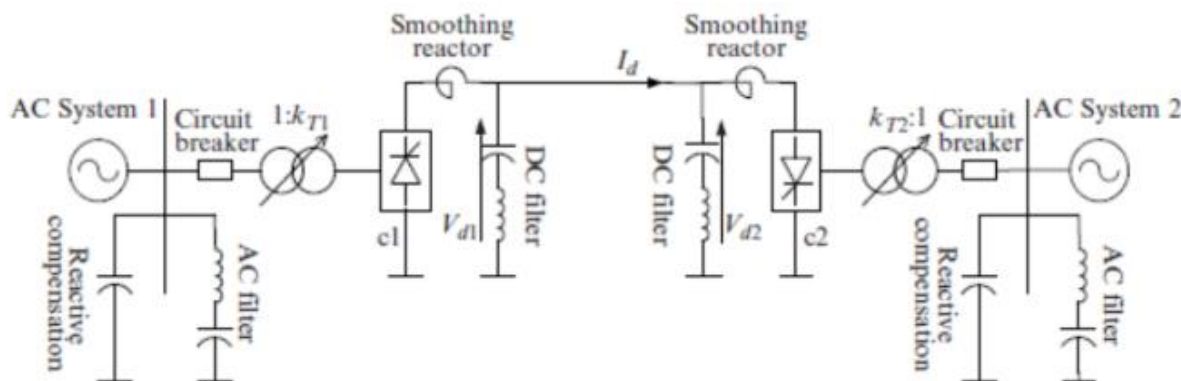 Smoothing
reactor
Smoothing
reactor
I_d
AC System 1
Circuit
breaker
1:k_T1
k_T2:1
Circuit
breaker
AC System 2
V_d1
DC filter
DC filter
V_d2
c1
c2
Reactive
compensation
AC filter
Reactive
compensation
AC filter